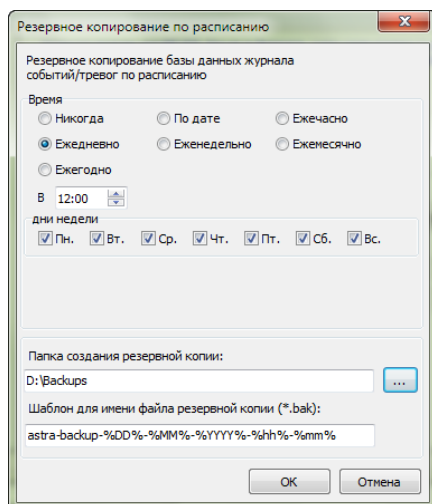 Резервное копирование по расписанию
Резервное копирование базы данных журнала
событий/тревог по расписанию
Время
Никогда По дате Ежечасно
Ежедневно Еженедельно Ежемесячно
Ежегодно
В 12:00
дни недели
Пн. Вт. Ср. Чт. Пт. Сб. Вс.
Папка создания резервной копии:
D:\Backups ...
Шаблон для имени файла резервной копии (*.bak):
astra-backup-%DD%-%MM%-%YYYY%-%hh%-%mm%
ОК Отмена